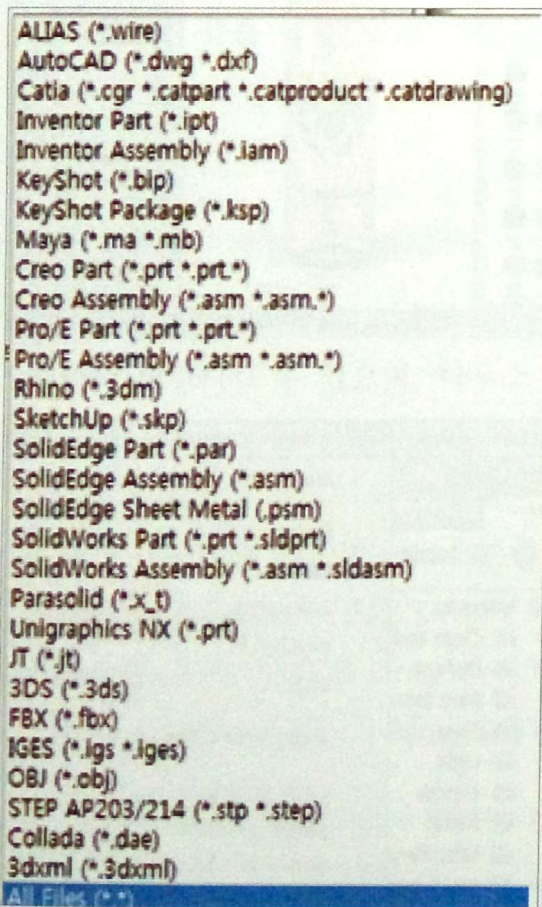 ALIAS (*.wire)
AutoCAD (*.dwg *.dxf)
Catia (*.cgr *.catpart *.catproduct *.catdrawing)
Inventor Part (*.ipt)
Inventor Assembly (*.iam)
KeyShot (*.bip)
KeyShot Package (*.ksp)
Maya (*.ma *.mb)
Creo Part (*.prt *.prt.*)
Creo Assembly (*.asm *.asm.*)
Pro/E Part (*.prt *.prt.*)
Pro/E Assembly (*.asm *.asm.*)
Rhino (*.3dm)
SketchUp (*.skp)
SolidEdge Part (*.par)
SolidEdge Assembly (*.asm)
SolidEdge Sheet Metal (.psm)
SolidWorks Part (*.prt *.sldprt)
SolidWorks Assembly (*.asm *.sldasm)
Parasolid (*.x_t)
Unigraphics NX (*.prt)
JT (*.jt)
3DS (*.3ds)
FBX (*.fbx)
IGES (*.igs *.iges)
OBJ (*.obj)
STEP AP203/214 (*.stp *.step)
Collada (*.dae)
3dxml (*.3dxml)
All Files (*.*)